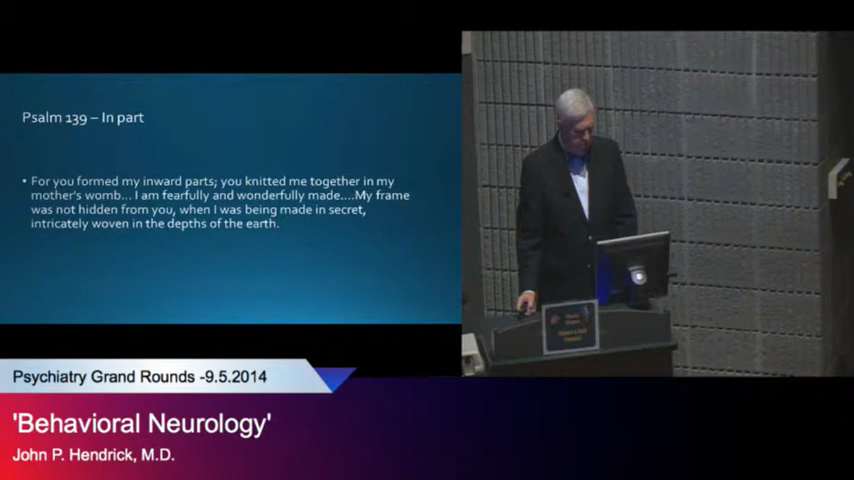 Psalm 139 – In part
• For you formed my inward parts; you knitted me together in my
mother's womb... I am fearfully and wonderfully made....My frame
was not hidden from you, when I was being made in secret,
intricately woven in the depths of the earth.
Psychiatry Grand Rounds -9.5.2014
'Behavioral Neurology'
John P. Hendrick, M.D.